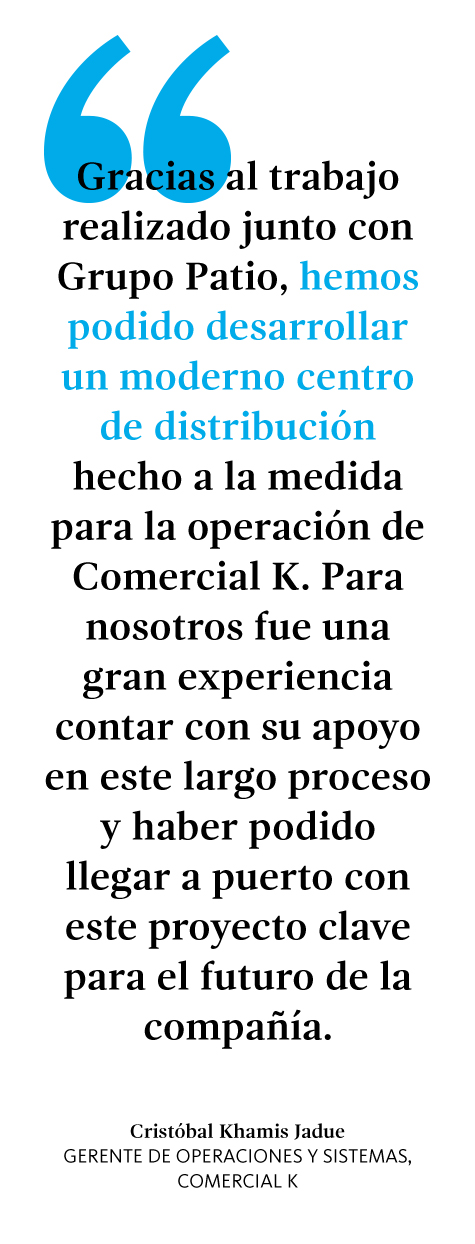 “
Gracias al trabajo
realizado junto con
Grupo Patio, hemos
podido desarrollar
un moderno centro
de distribución
hecho a la medida
para la operación de
Comercial K. Para
nosotros fue una
gran experiencia
contar con su apoyo
en este largo proceso
y haber podido
llegar a puerto con
este proyecto clave
para el futuro de la
compañía.
Cristóbal Khamis Jadue
GERENTE DE OPERACIONES Y SISTEMAS,
COMERCIAL K